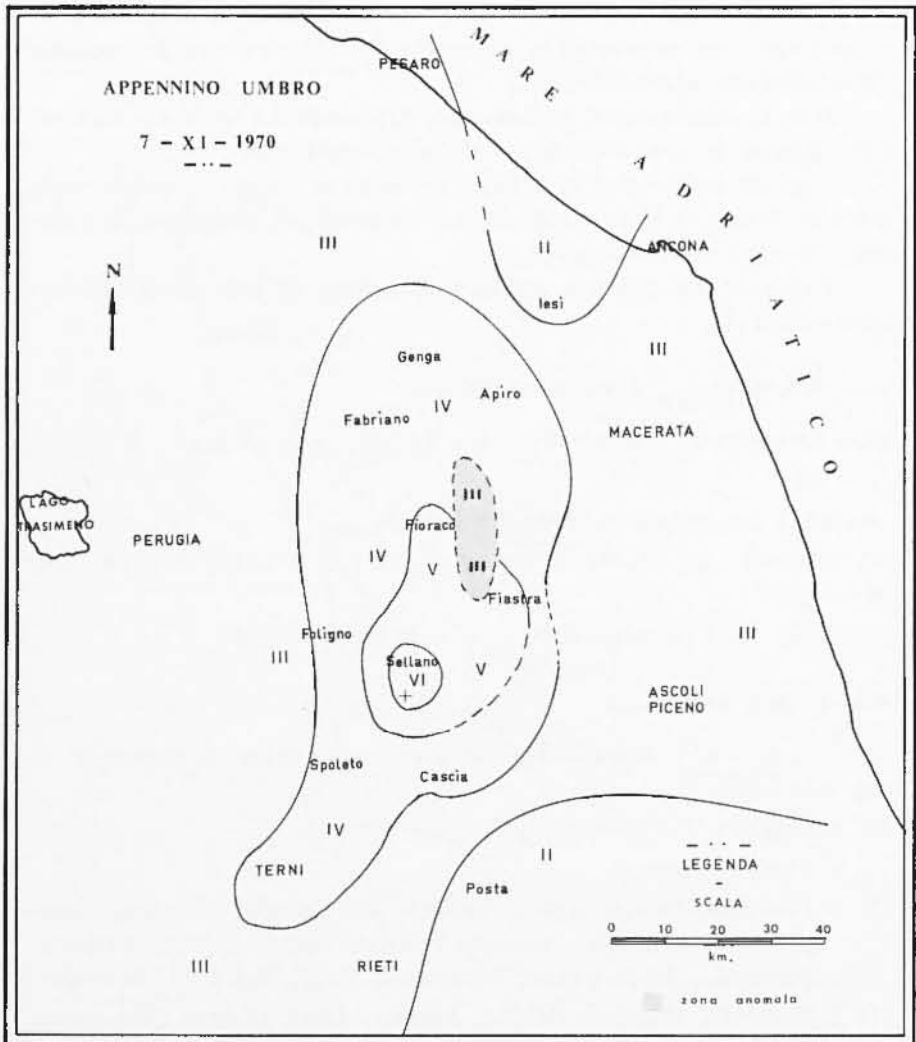 MARE ADRIATICO
PESARO
APPENNINO UMBRO
7 - XI - 1970
III
II
ANCONA
N
Iesi
III
Genga
Apiro
IV
Fabriano
MACERATA
III
LAGO
TRASIMENO
Fioraco
PERUGIA
IV
V
III
Fiastra
Foligno
III
III
Sellano
VI
V
ASCOLI
PICENO
Spoleto
Cascia
IV
II
TERNI
Posta
LEGENDA
SCALA
0 10 20 30 40
km.
III
RIETI
zona anomala